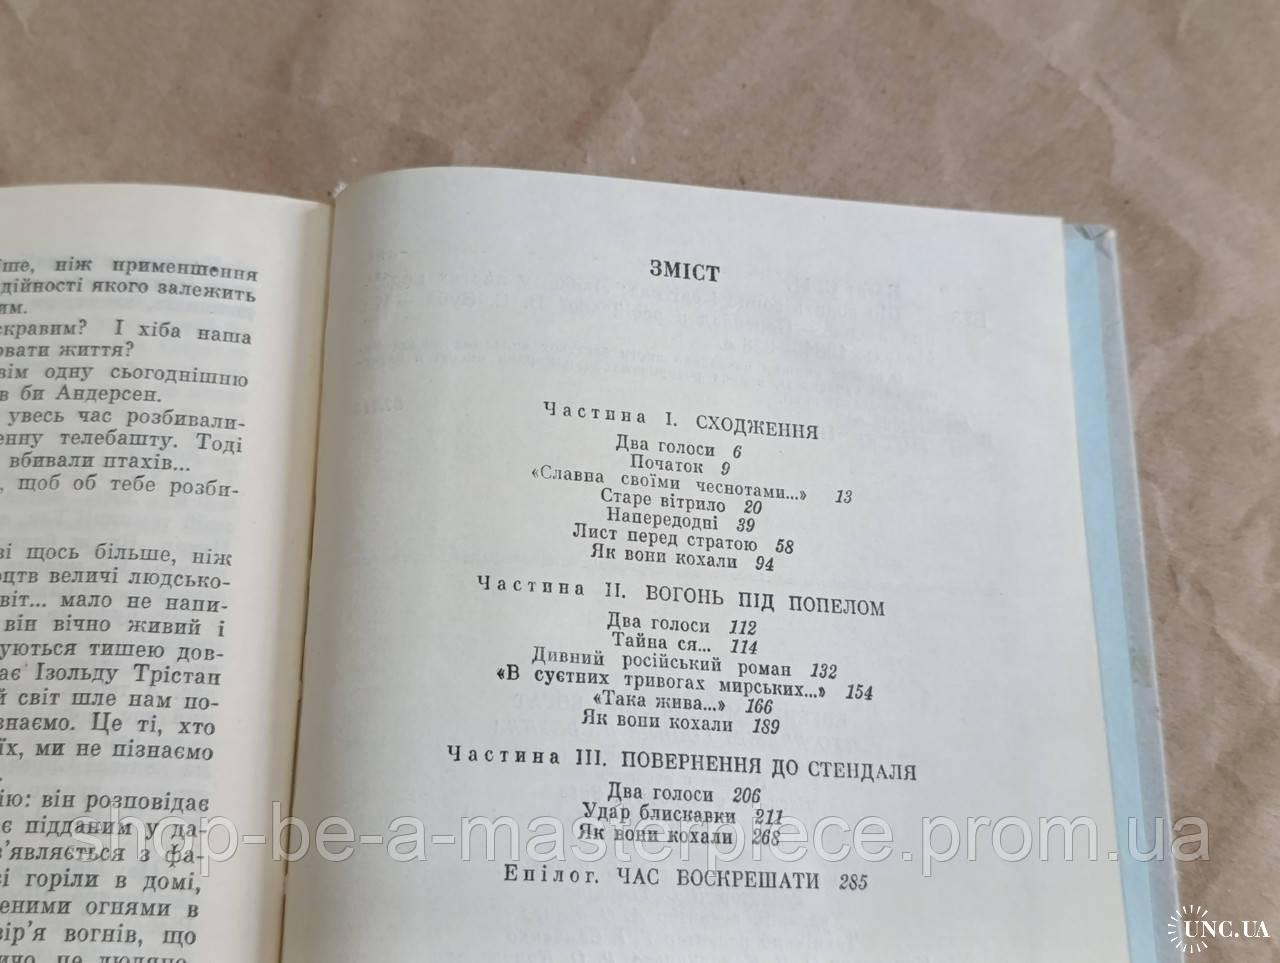 іше, ніж применшення
дійності якого залежить
им.
скравим? І хіба наша
овати життя?
вім одну сьогоднішню
в би Андерсен.
увесь час розбивали-
енну телебашту. Тоді
вбивали птахів...
, щоб об тебе розби-
ві щось більше, ніж
оцтв величі людсько-
віт... мало не напи-
він вічно живий і
уються тишею дов-
ає Ізольду Трістан
й світ шле нам по-
знаємо. Це ті, хто
їх, ми не пізнаємо
ію: він розповідає
є підданим у да-
з'являється з фа-
сі горіли в домі,
еними огнями в
вір'я вогнів, що
ЗМІСТ
Частина І. СХОДЖЕННЯ
Два голоси 6
Початок 9
«Славна своїми чеснотами...» 13
Старе вітрило 20
Напередодні 39
Лист перед стратою 58
Як вони кохали 94
Частина II. ВОГОНЬ ПІД ПОПЕЛОМ
Два голоси 112
Тайна ся... 114
Дивний російський роман 132
«В суєтних тривогах мирських...» 154
«Така жива...» 166
Як вони кохали 189
Частина III. ПОВЕРНЕННЯ ДО СТЕНДАЛЯ
Два голоси 206
Удар блискавки 211
Як вони кохали 268
Епілог. ЧАС ВОСКРЕШАТИ 285
shop-be-a-masterpiece.prom.ua
UNC.UA